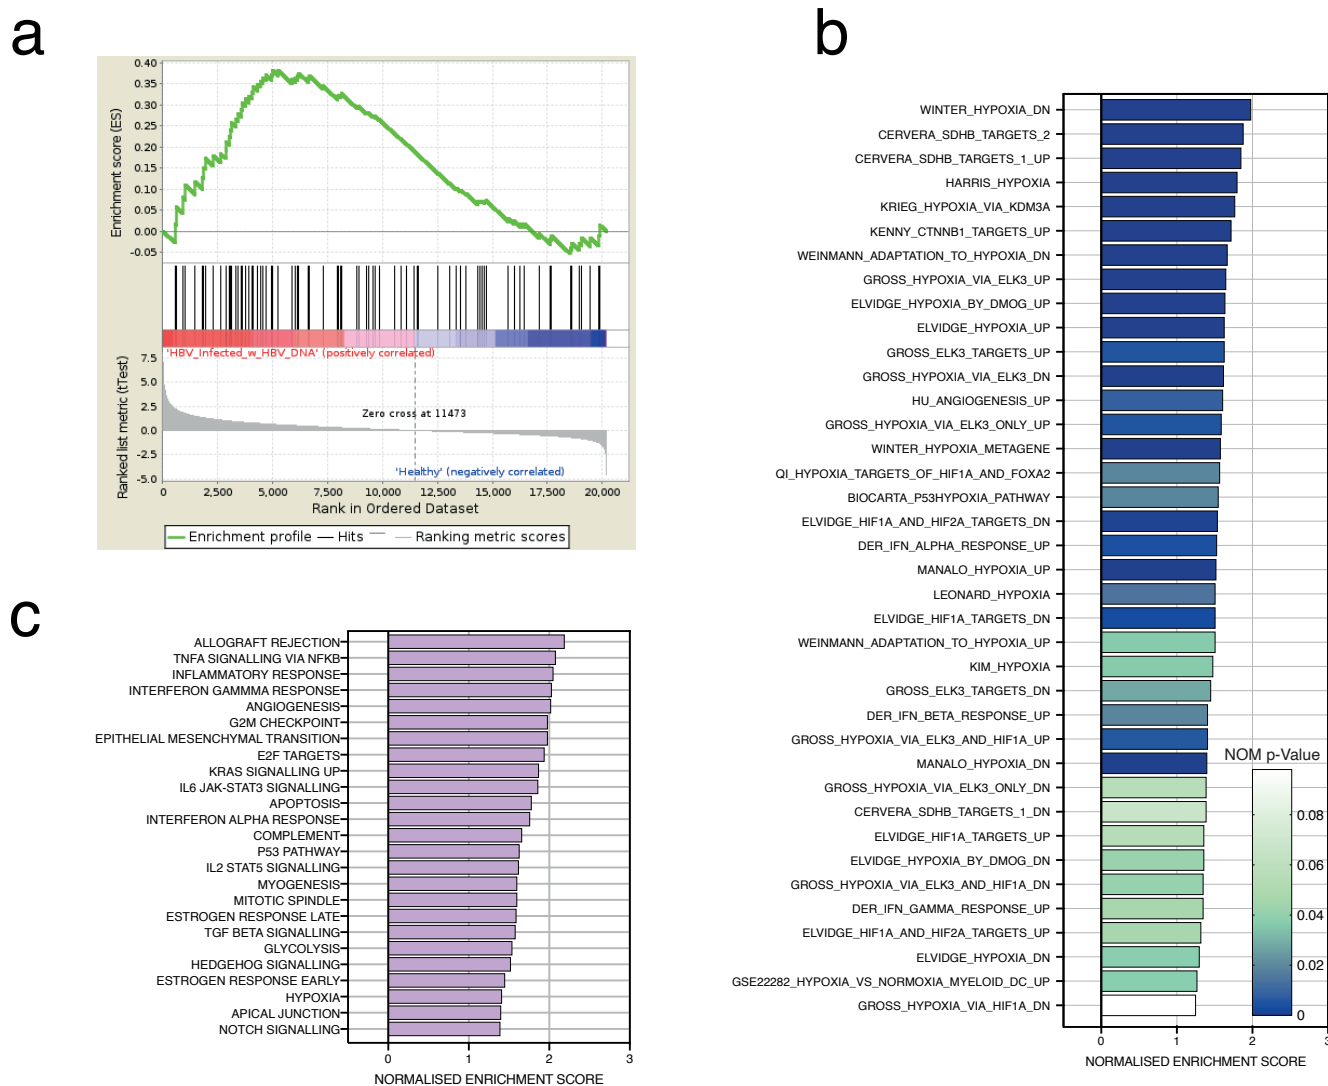 a
0.40
0.35
0.30
0.25
0.20
0.15
0.10
0.05
0.00
-0.05
Enrichment score (ES)
'HBV_Infected_w_HBV_DNA' (positively correlated)
7.5
5.0
2.5
0.0
-2.5
-5.0
Ranked list metric (tTest)
Zero cross at 11473
'Healthy' (negatively correlated)
0 2,500 5,000 7,500 10,000 12,500 15,000 17,500 20,000
Rank in Ordered Dataset
Enrichment profile Hits Ranking metric scores
b
WINTER_HYPOXIA_DN
CERVERA_SDHB_TARGETS_2
CERVERA_SDHB_TARGETS_1_UP
HARRIS_HYPOXIA
KRIEG_HYPOXIA_VIA_KDM3A
KENNY_CTNNB1_TARGETS_UP
WEINMANN_ADAPTATION_TO_HYPOXIA_DN
GROSS_HYPOXIA_VIA_ELK3_UP
ELVIDGE_HYPOXIA_BY_DMOG_UP
ELVIDGE_HYPOXIA_UP
GROSS_ELK3_TARGETS_UP
GROSS_HYPOXIA_VIA_ELK3_DN
HU_ANGIOGENESIS_UP
GROSS_HYPOXIA_VIA_ELK3_ONLY_UP
WINTER_HYPOXIA_METAGENE
QI_HYPOXIA_TARGETS_OF_HIF1A_AND_FOXA2
BIOCARTA_P53HYPOXIA_PATHWAY
ELVIDGE_HIF1A_AND_HIF2A_TARGETS_DN
DER_IFN_ALPHA_RESPONSE_UP
MANALO_HYPOXIA_UP
LEONARD_HYPOXIA
ELVIDGE_HIF1A_TARGETS_DN
WEINMANN_ADAPTATION_TO_HYPOXIA_UP
KIM_HYPOXIA
GROSS_ELK3_TARGETS_DN
DER_IFN_BETA_RESPONSE_UP
GROSS_HYPOXIA_VIA_ELK3_AND_HIF1A_UP
MANALO_HYPOXIA_DN
GROSS_HYPOXIA_VIA_ELK3_ONLY_DN
CERVERA_SDHB_TARGETS_1_DN
ELVIDGE_HIF1A_TARGETS_UP
ELVIDGE_HYPOXIA_BY_DMOG_DN
GROSS_HYPOXIA_VIA_ELK3_AND_HIF1A_DN
DER_IFN_GAMMA_RESPONSE_UP
ELVIDGE_HIF1A_AND_HIF2A_TARGETS_UP
ELVIDGE_HYPOXIA_DN
GSE22282_HYPOXIA_VS_NORMOXIA_MYELOID_DC_UP
GROSS_HYPOXIA_VIA_HIF1A_DN
NOM p-Value
0.08
0.06
0.04
0.02
0
0 1 2 3
NORMALISED ENRICHMENT SCORE
c
ALLOGRAFT REJECTION
TNFA SIGNALLING VIA NFKB
INFLAMMATORY RESPONSE
INTERFERON GAMMMA RESPONSE
ANGIOGENESIS
G2M CHECKPOINT
EPITHELIAL MESENCHYMAL TRANSITION
E2F TARGETS
KRAS SIGNALLING UP
IL6 JAK-STAT3 SIGNALLING
APOPTOSIS
INTERFERON ALPHA RESPONSE
COMPLEMENT
P53 PATHWAY
IL2 STAT5 SIGNALLING
MYOGENESIS
MITOTIC SPINDLE
ESTROGEN RESPONSE LATE
TGF BETA SIGNALLING
GLYCOLYSIS
HEDGEHOG SIGNALLING
ESTROGEN RESPONSE EARLY
HYPOXIA
APICAL JUNCTION
NOTCH SIGNALLING
0 1 2 3
NORMALISED ENRICHMENT SCORE